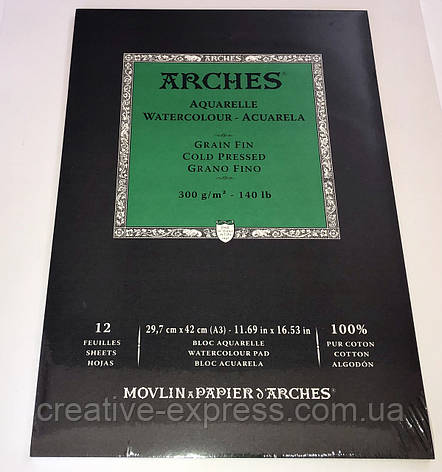 ARCHES
ARCHES®
AQUARELLE
WATERCOLOUR - ACUARELA
GRAIN FIN
COLD PRESSED
GRANO FINO
300 g/m² - 140 lb
12
FEUILLES
SHEETS
HOJAS
29,7 cm x 42 cm (A3) - 11.69 in x 16.53 in
BLOC AQUARELLE
WATERCOLOUR PAD
BLOC ACUARELA
100%
PUR COTON
COTTON
ALGODÓN
MOVLIN A PAPIER D'ARCHES®
creative-express.com.ua